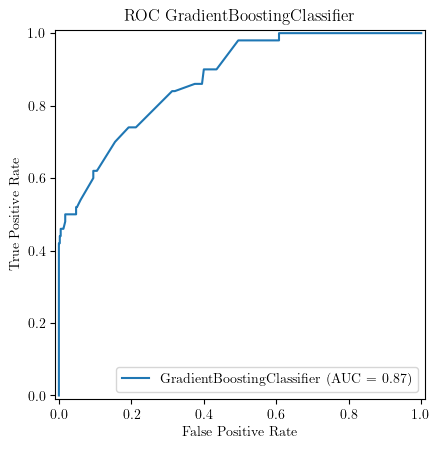 ROC GradientBoostingClassifier
1.0
0.8
0.6
0.4
0.2
0.0
True Positive Rate
GradientBoostingClassifier (AUC = 0.87)
0.0 0.2 0.4 0.6 0.8 1.0
False Positive Rate